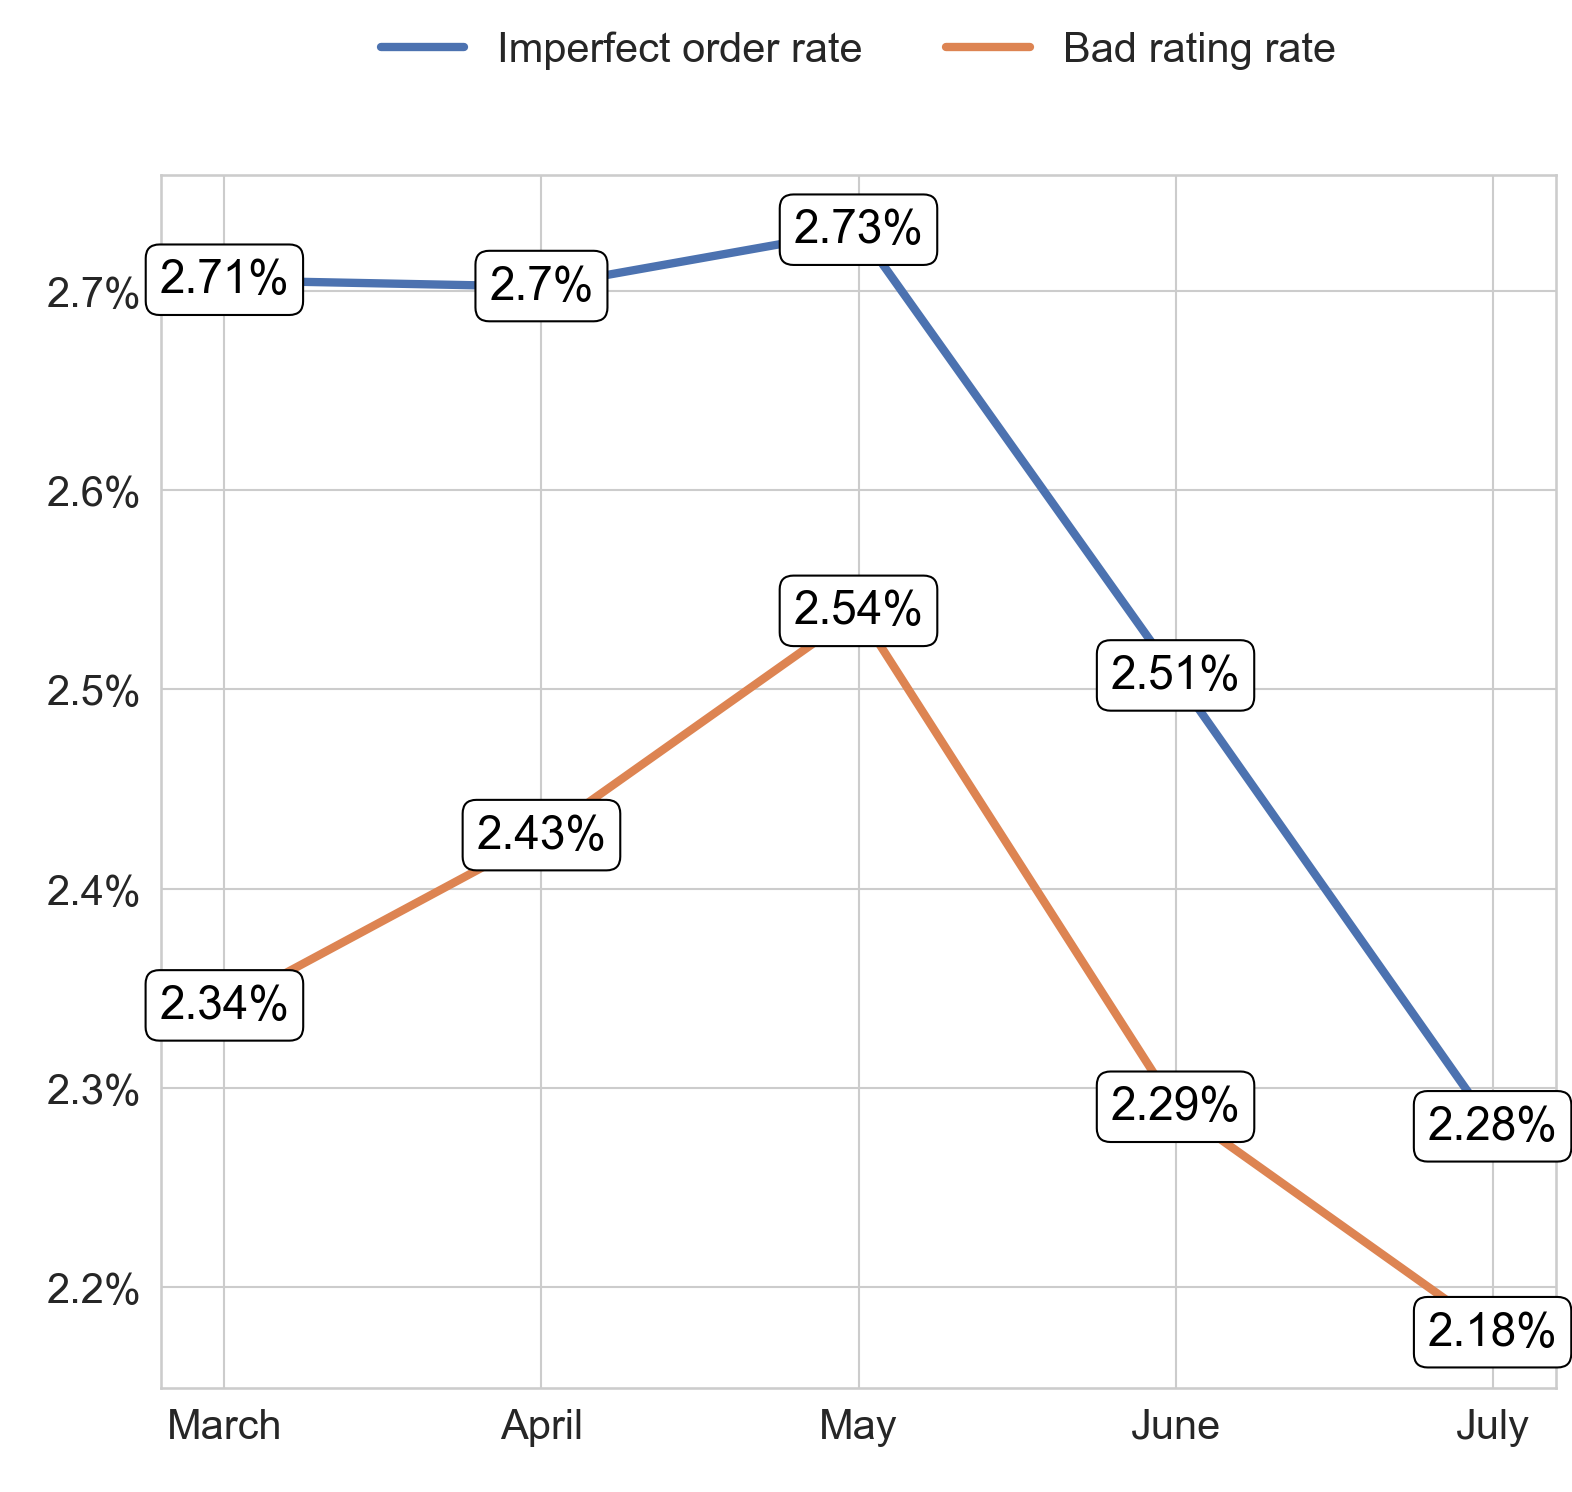 Imperfect order rate
Bad rating rate
2.73%
2.71%
2.7%
2.7%
2.6%
2.54%
2.51%
2.5%
2.43%
2.4%
2.34%
2.3%
2.29%
2.28%
2.2%
2.18%
March
April
May
June
July